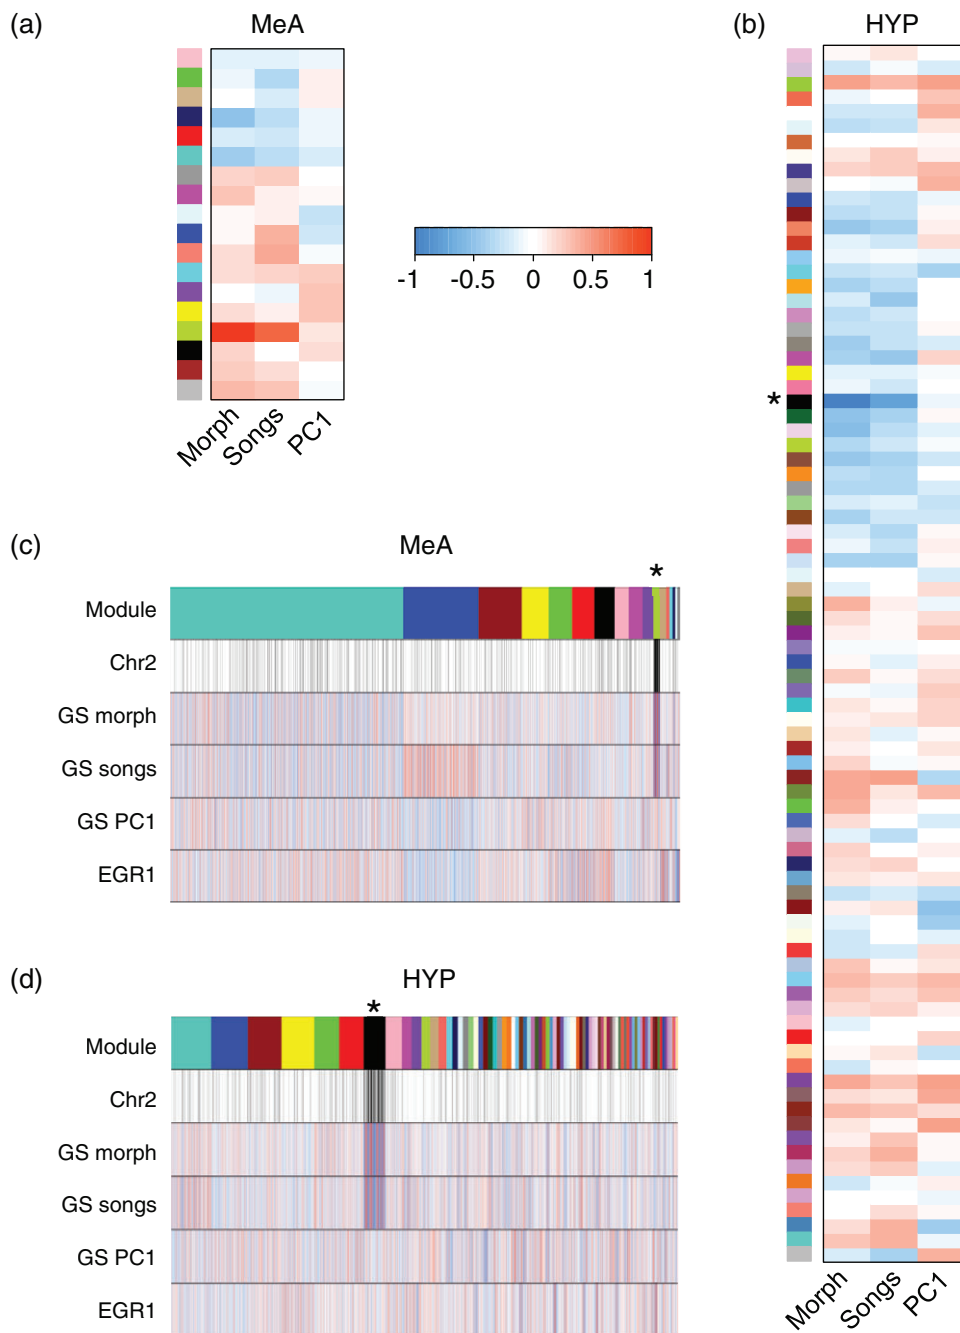 (a)
MeA
Morph
Songs
PC1
-1
-0.5
0
0.5
1
(b)
HYP
*
Morph
Songs
PC1
(c)
MeA
*
Module
Chr2
GS morph
GS songs
GS PC1
EGR1
(d)
HYP
*
Module
Chr2
GS morph
GS songs
GS PC1
EGR1